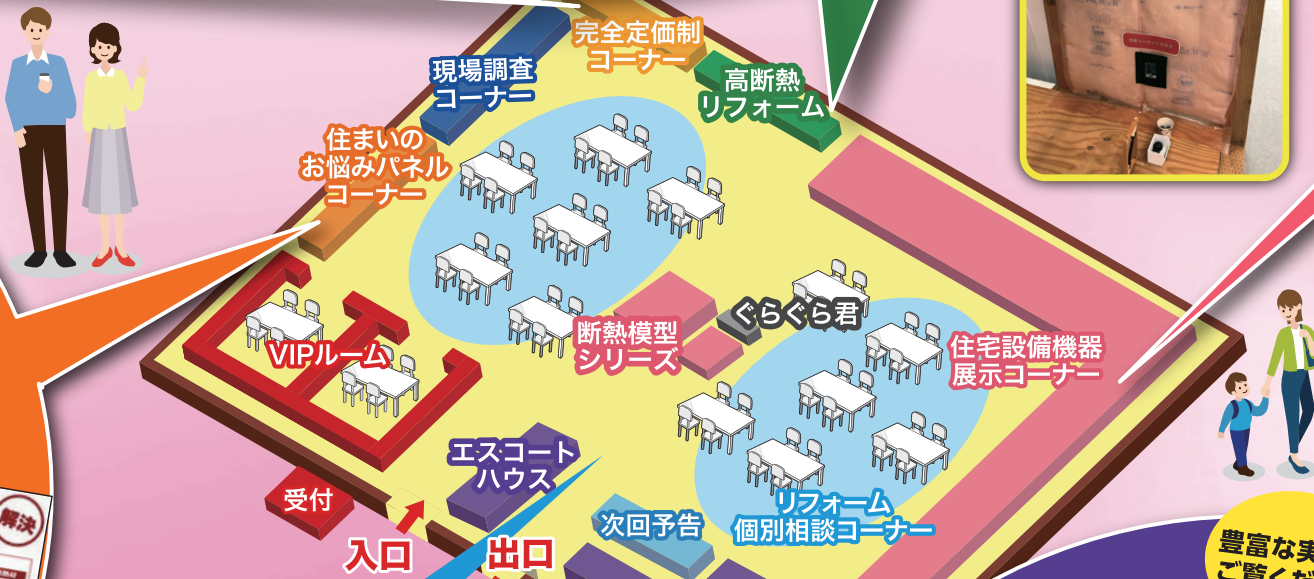 完全定価制
コーナー
現場調査
コーナー
高断熱
リフォーム
住まいの
お悩みパネル
コーナー
ぐらぐら君
断熱模型
シリーズ
住宅設備機器
展示コーナー
VIPルーム
エスコート
ハウス
受付
リフォーム
個別相談コーナー
次回予告
入口
出口
解決
豊富な実
ご覧くだ